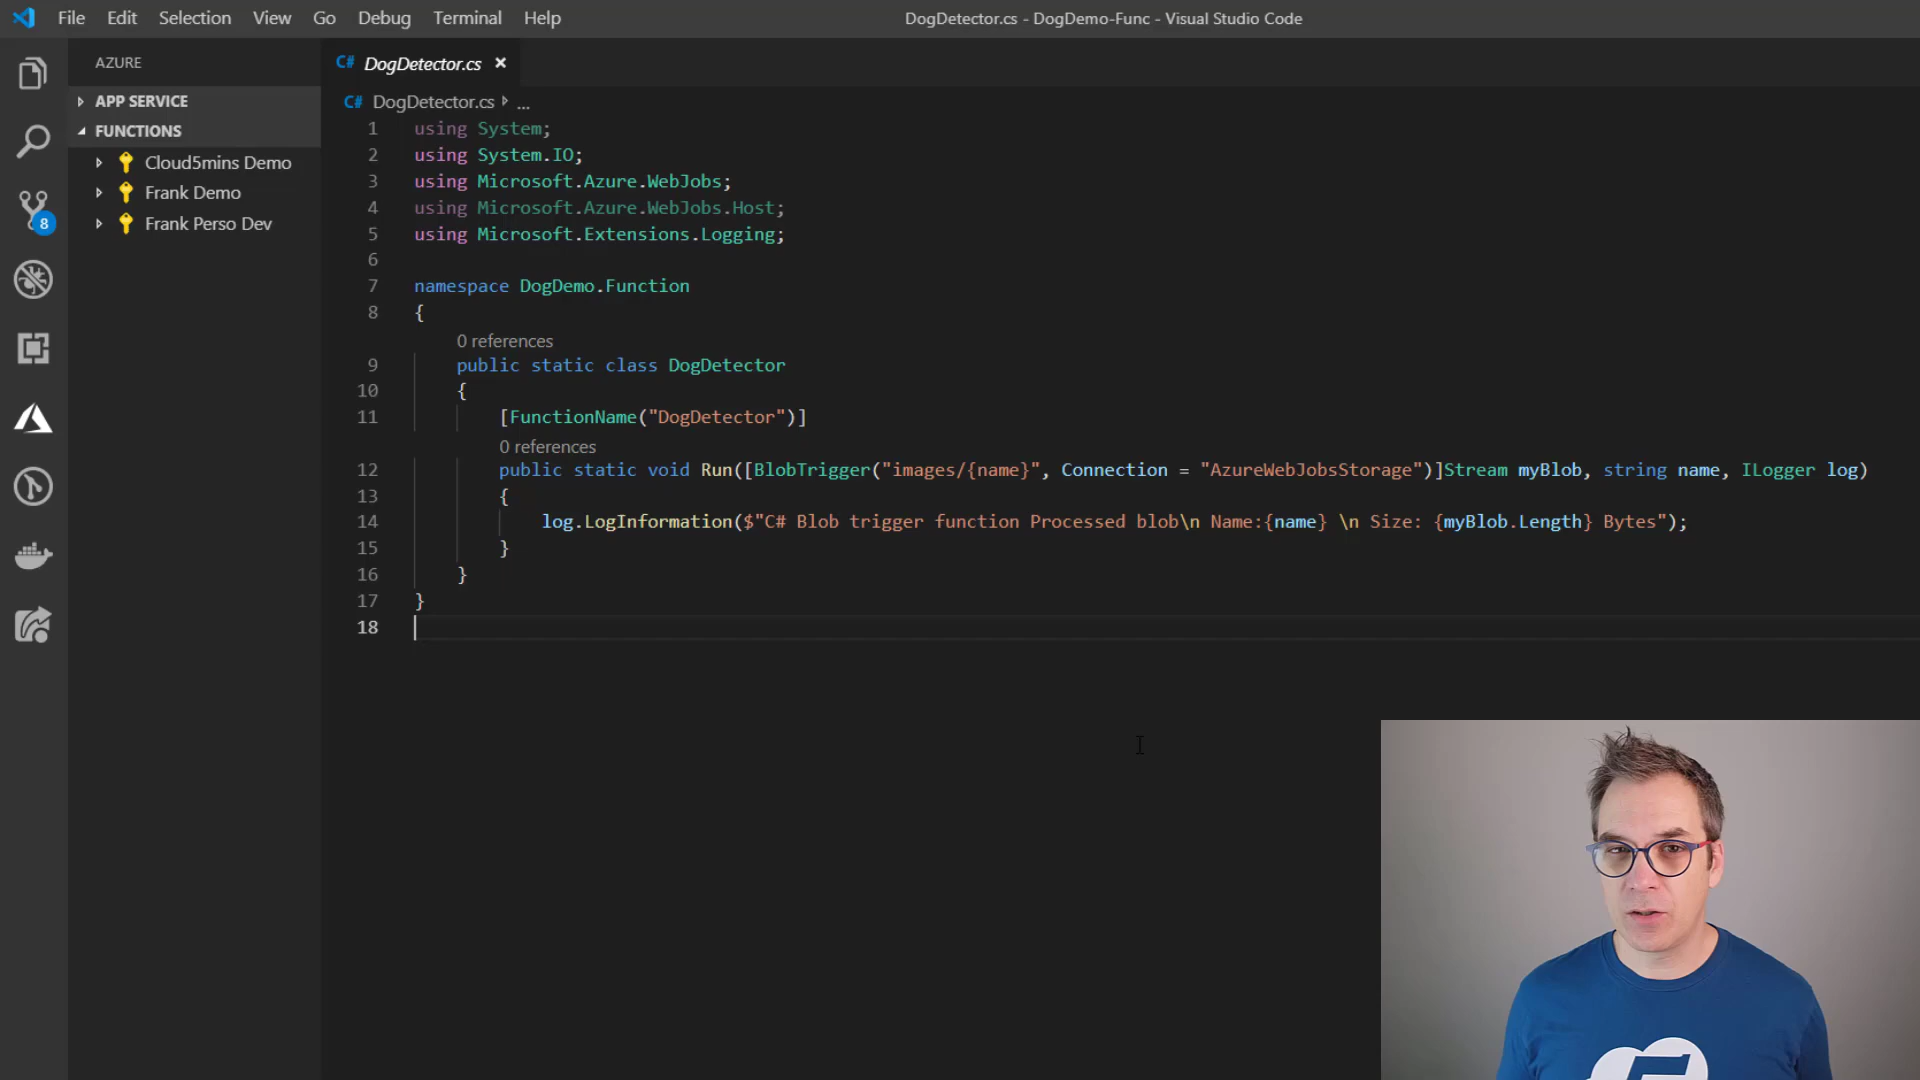 File Edit Selection View Go Debug Terminal Help
DogDetector.cs - DogDemo-Func - Visual Studio Code
AZURE
APP SERVICE
FUNCTIONS
Cloud5mins Demo
Frank Demo
Frank Perso Dev
8
C# DogDetector.cs ×
C# DogDetector.cs ...
1 using System;
2 using System.IO;
3 using Microsoft.Azure.WebJobs;
4 using Microsoft.Azure.WebJobs.Host;
5 using Microsoft.Extensions.Logging;
6
7 namespace DogDemo.Function
8 {
0 references
9 public static class DogDetector
10 {
11 [FunctionName("DogDetector")]
0 references
12 public static void Run([BlobTrigger("images/{name}", Connection = "AzureWebJobsStorage")]Stream myBlob, string name, ILogger log)
13 {
14 log.LogInformation($"C# Blob trigger function Processed blob\n Name:{name} \n Size: {myBlob.Length} Bytes");
15 }
16 }
17 }
18